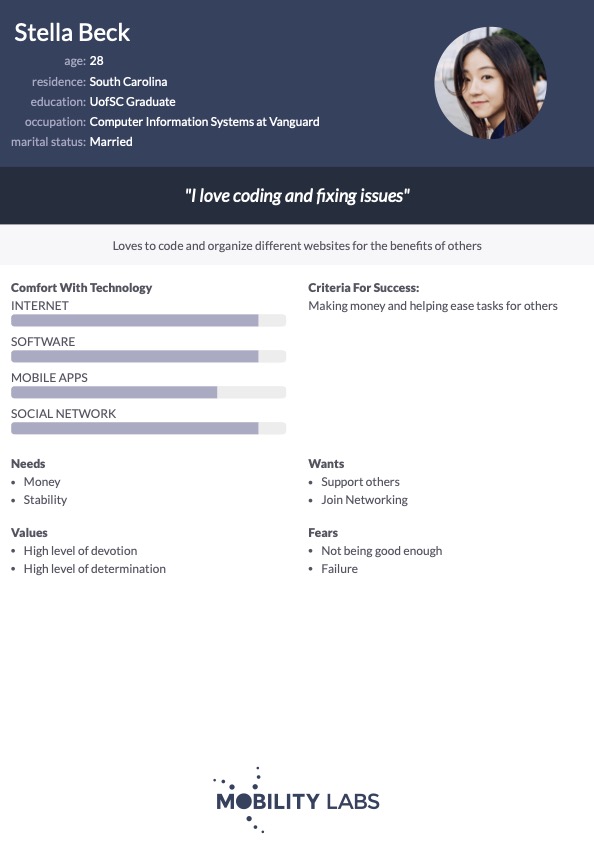 Stella Beck
age: 28
residence: South Carolina
education: UofSC Graduate
occupation: Computer Information Systems at Vanguard
marital status: Married
"I love coding and fixing issues"
Loves to code and organize different websites for the benefits of others
Comfort With Technology
INTERNET
SOFTWARE
MOBILE APPS
SOCIAL NETWORK
Criteria For Success:
Making money and helping ease tasks for others
Needs
• Money
• Stability
Wants
• Support others
• Join Networking
Values
• High level of devotion
• High level of determination
Fears
• Not being good enough
• Failure
MOBILITY LABS